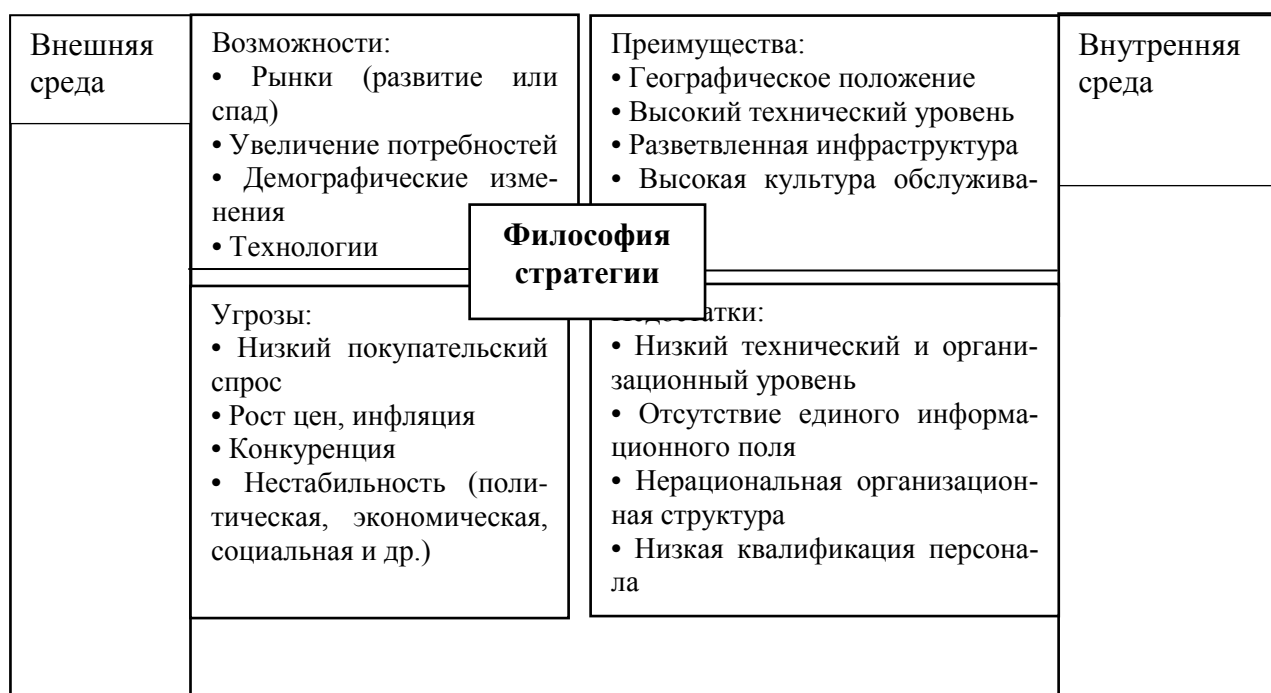 Внешняя
среда
Возможности:
• Рынки (развитие или
спад)
• Увеличение потребностей
• Демографические изме-
нения
• Технологии
Преимущества:
• Географическое положение
• Высокий технический уровень
• Разветвленная инфраструктура
• Высокая культура обслужива-
Внутренняя
среда
Философия
стратегии
Угрозы:
• Низкий покупательский
спрос
• Рост цен, инфляция
• Конкуренция
• Нестабильность (поли-
тическая, экономическая,
социальная и др.)
Недостатки:
• Низкий технический и органи-
зационный уровень
• Отсутствие единого информа-
ционного поля
• Нерациональная организацион-
ная структура
• Низкая квалификация персона-
ла